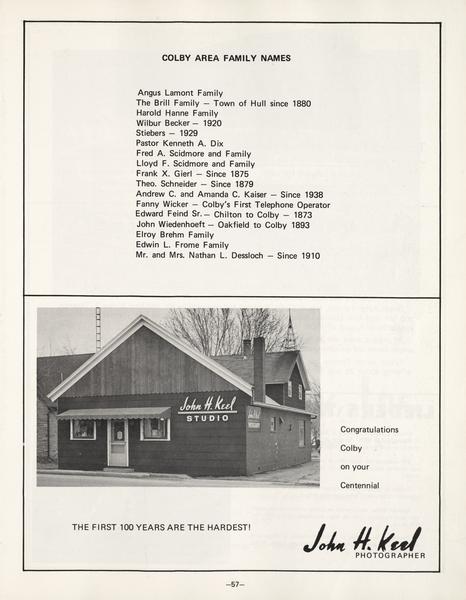 COLBY AREA FAMILY NAMES
Angus Lamont Family
The Brill Family — Town of Hull since 1880
Harold Hanne Family
Wilbur Becker — 1920
Stiebers — 1929
Pastor Kenneth A. Dix
Fred A. Scidmore and Family
Lloyd F. Scidmore and Family
Frank X. Gierl — Since 1875
Theo. Schneider — Since 1879
Andrew C. and Amanda C. Kaiser — Since 1938
Fanny Wicker — Colby's First Telephone Operator
Edward Feind Sr. — Chilton to Colby — 1873
John Wiedenhoeft — Oakfield to Colby 1893
Elroy Brehm Family
Edwin L. Frome Family
Mr. and Mrs. Nathan L. Dessloch — Since 1910
John H. Keel
STUDIO
Congratulations
Colby
on your
Centennial
THE FIRST 100 YEARS ARE THE HARDEST!
John H. Keel
PHOTOGRAPHER
—57—